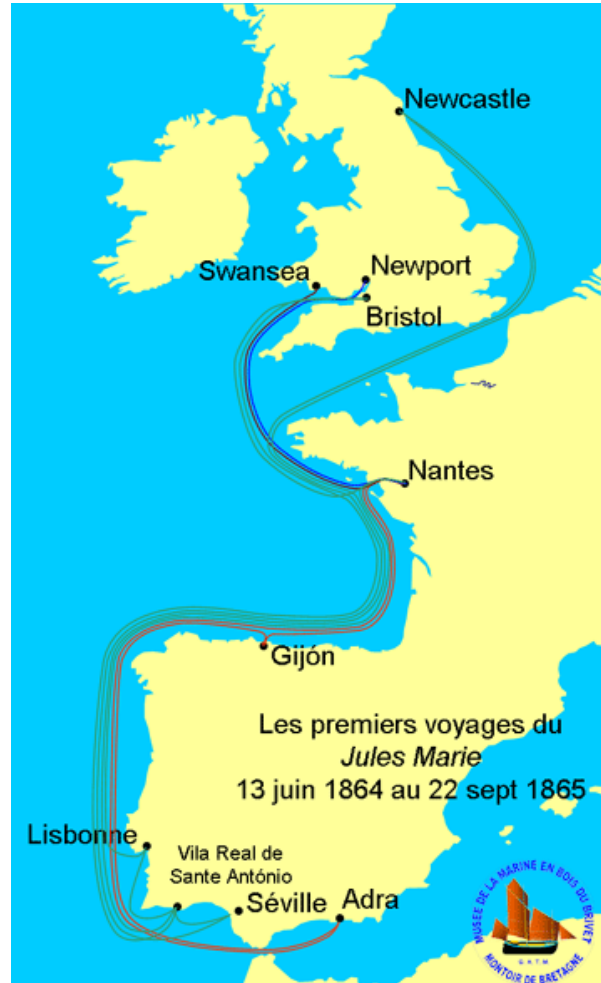 Newcastle
Swansea
Newport
Bristol
Nantes
Gijón
Les premiers voyages du
Jules Marie
13 juin 1864 au 22 sept 1865
Lisbonne
Vila Real de
Sante António
Séville
Adra
MUSEE DE LA MARINE EN BOIS DU BRIVET
G.H.T.M.
MONTOIR DE BRETAGNE